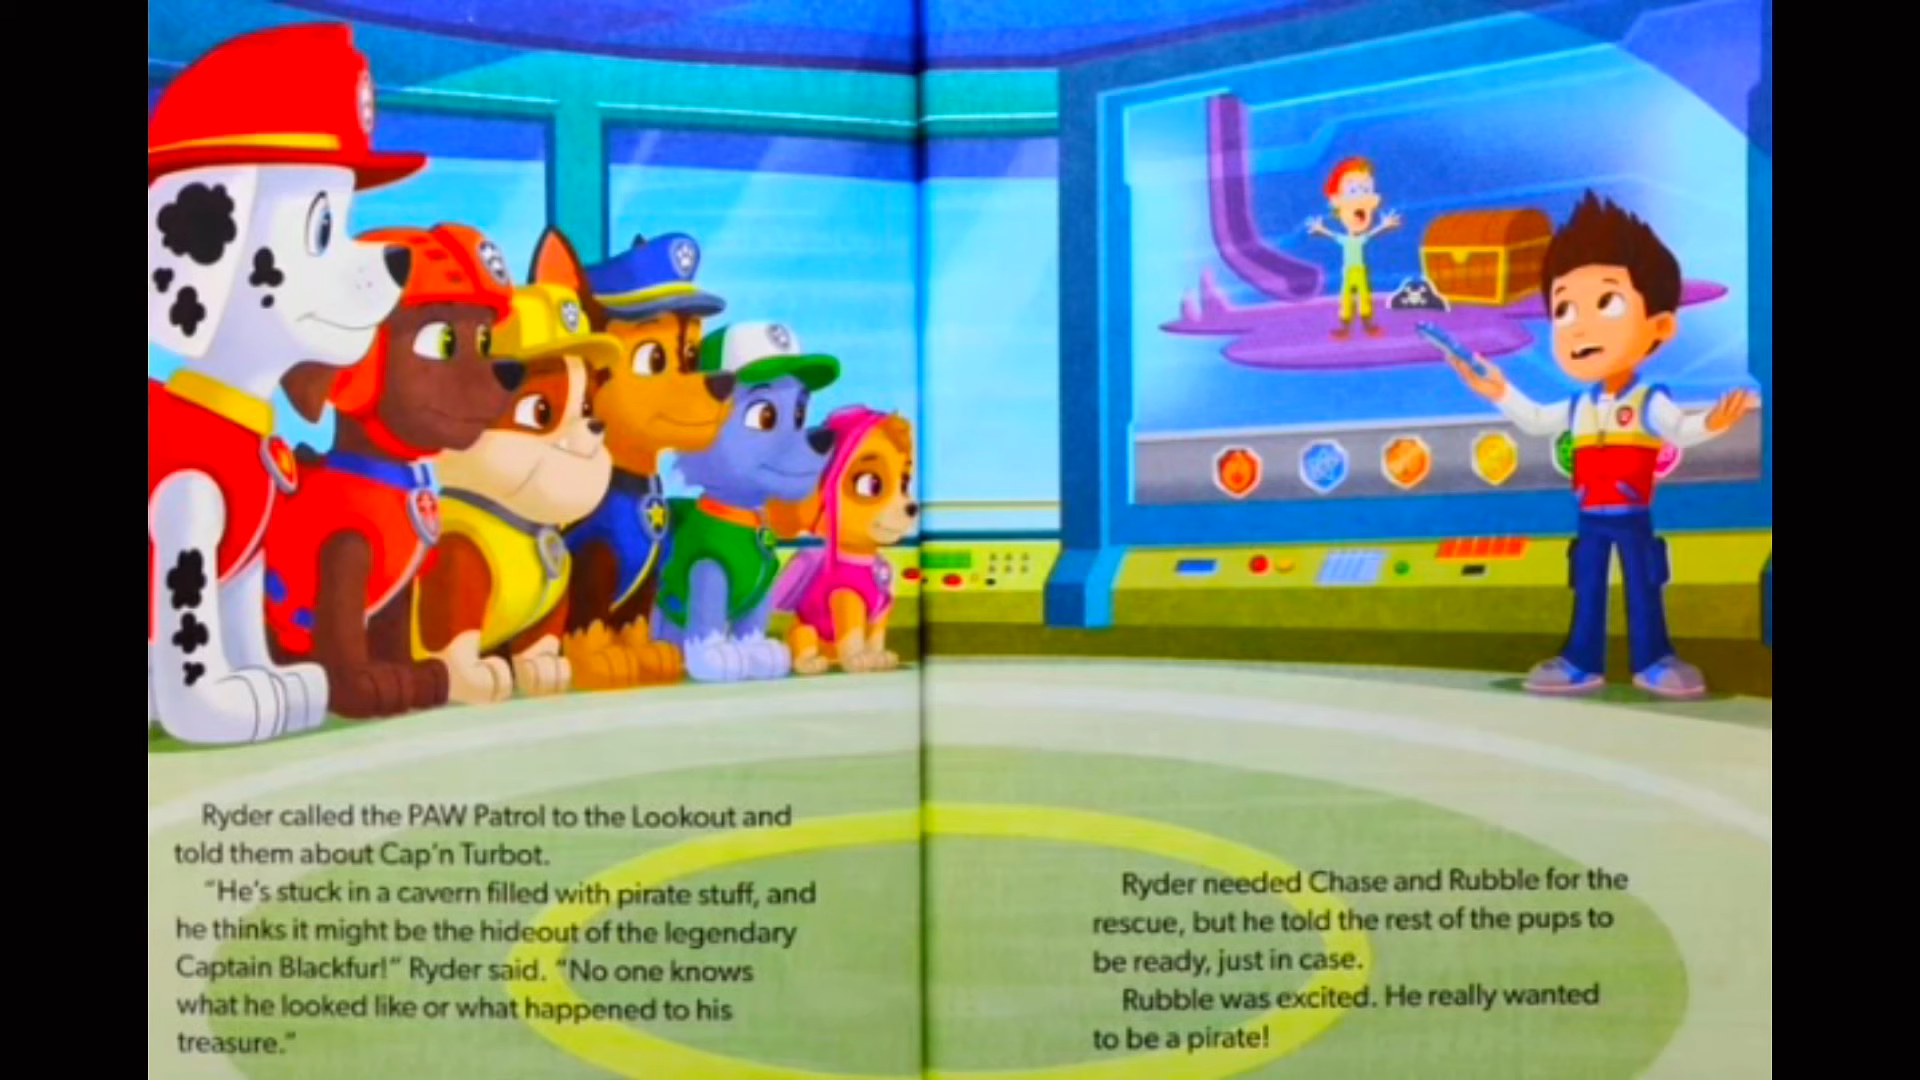 Ryder called the PAW Patrol to the Lookout and
told them about Cap'n Turbot.
"He's stuck in a cavern filled with pirate stuff, and
he thinks it might be the hideout of the legendary
Captain Blackfur!" Ryder said. "No one knows
what he looked like or what happened to his
treasure."
Ryder needed Chase and Rubble for the
rescue, but he told the rest of the pups to
be ready, just in case.
Rubble was excited. He really wanted
to be a pirate!